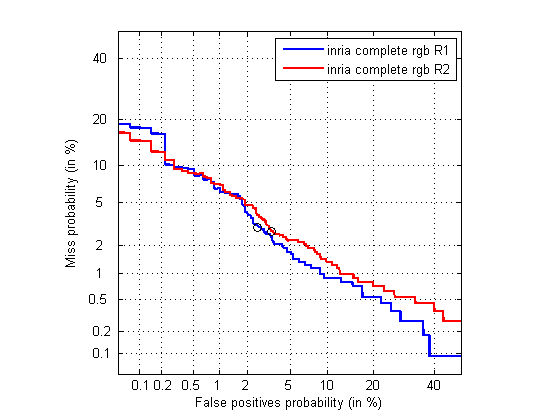 inria complete rgb R1
inria complete rgb R2
Miss probability (in %)
40
20
10
5
2
1
0.5
0.2
0.1
0.1 0.2 0.5 1 2 5 10 20 40
False positives probability (in %)